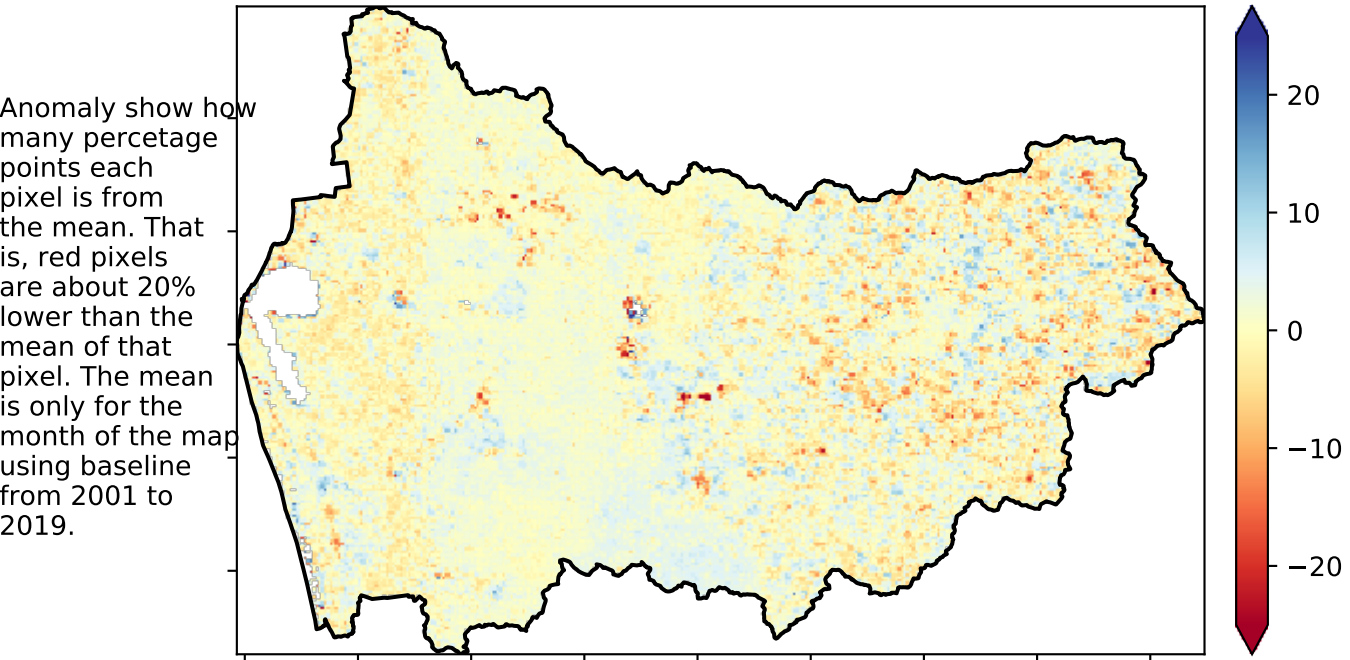 Anomaly show how
many percetage
points each
pixel is from
the mean. That
is, red pixels
are about 20%
lower than the
mean of that
pixel. The mean
is only for the
month of the map
using baseline
from 2001 to
2019.
20
10
0
−10
−20